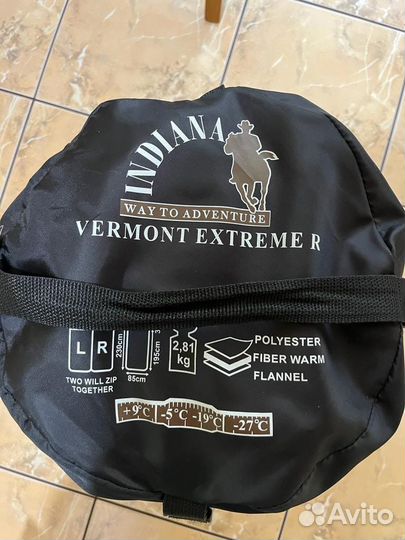 INDIANA
WAY TO ADVENTURE
VERMONT EXTREME R
L R
230cm
195cm
85cm
2,81
kg
TWO WILL ZIP
TOGETHER
POLYESTER
FIBER WARM
FLANNEL
+9°C -5°C -19°C -27°C
Avito